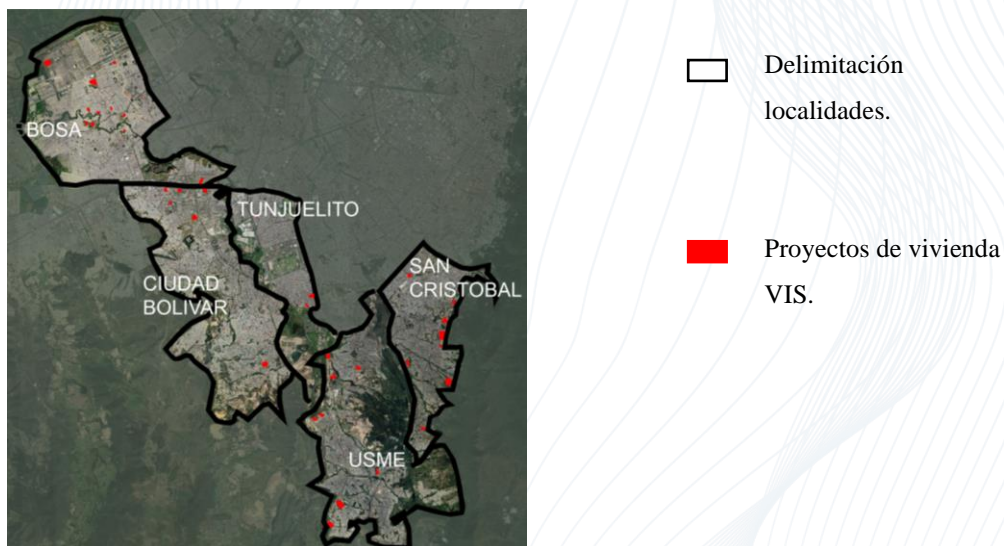 BOSA
TUNJUELITO
CIUDAD
BOLIVAR
SAN
CRISTOBAL
USME
Delimitación
localidades.
Proyectos de vivienda
VIS.